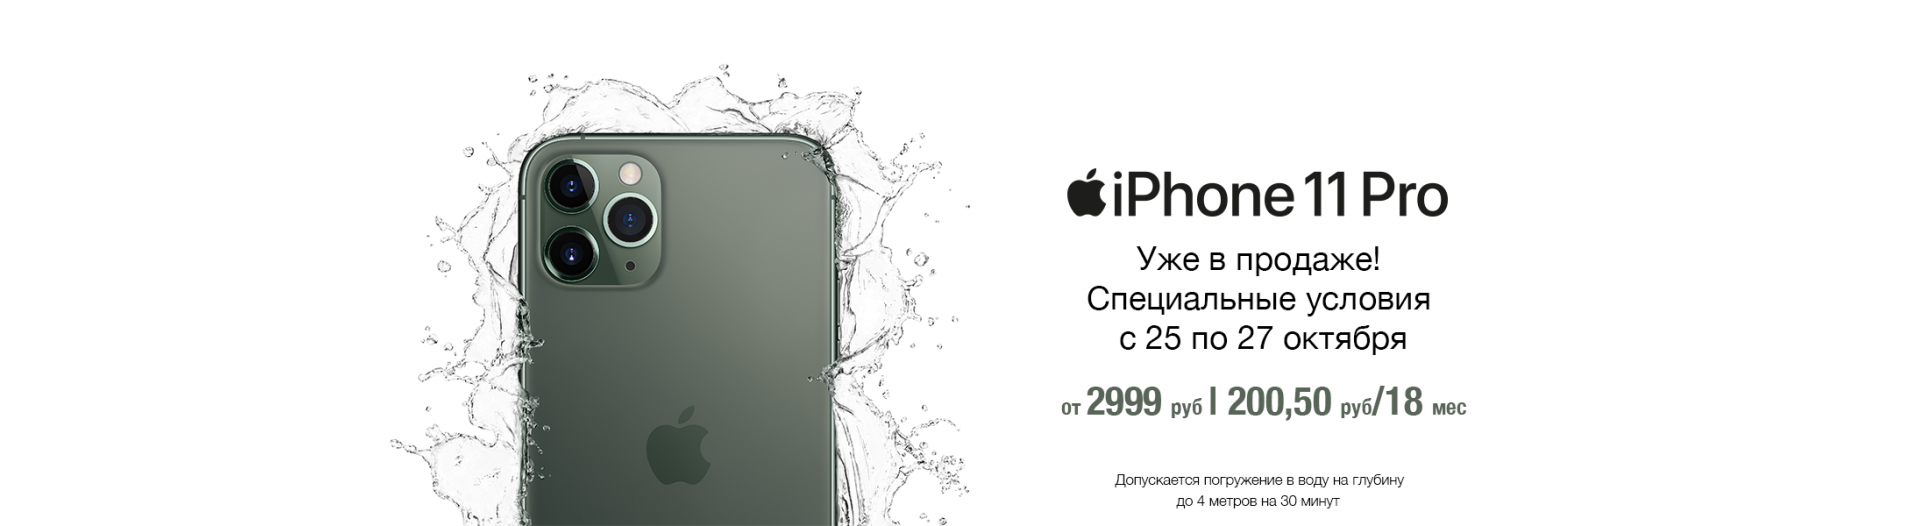 iPhone 11 Pro
Уже в продаже!
Специальные условия
с 25 по 27 октября
от 2999 руб | 200,50 руб/18 мес
Допускается погружение в воду на глубину
до 4 метров на 30 минут